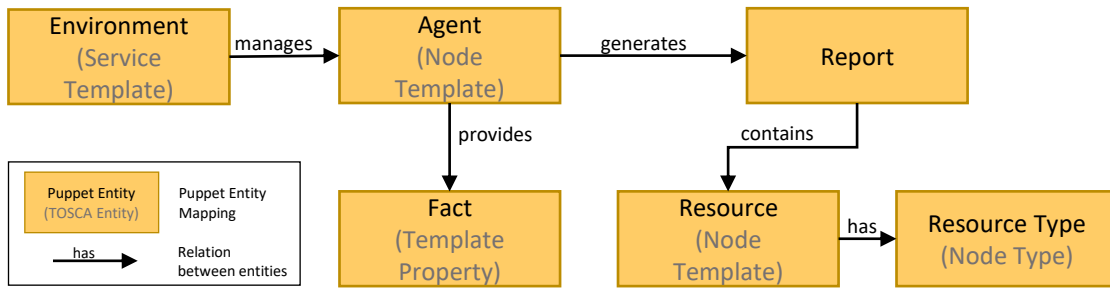 Environment
(Service
Template)
manages
Agent
(Node
Template)
generates
Report
provides
contains
Fact
(Template
Property)
Resource
(Node
Template)
has
Resource Type
(Node Type)
Puppet Entity
(TOSCA Entity)
Puppet Entity
Mapping
has
Relation
between entities